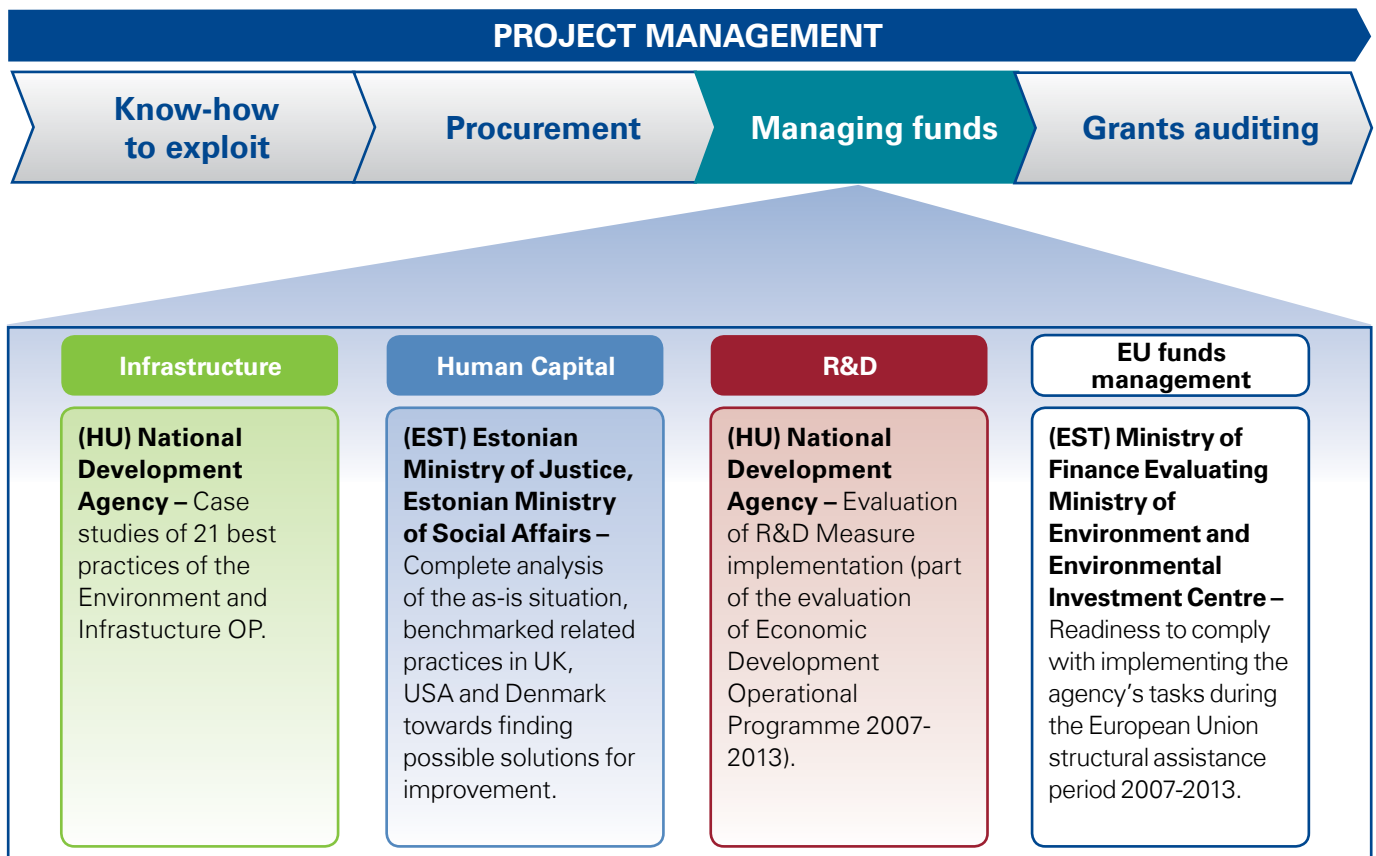 PROJECT MANAGEMENT
Know-how
to exploit
Procurement
Managing funds
Grants auditing
Infrastructure
(HU) National
Development
Agency – Case
studies of 21 best
practices of the
Environment and
Infrastucture OP.
Human Capital
(EST) Estonian
Ministry of Justice,
Estonian Ministry
of Social Affairs –
Complete analysis
of the as-is situation,
benchmarked related
practices in UK,
USA and Denmark
towards finding
possible solutions for
improvement.
R&D
(HU) National
Development
Agency – Evaluation
of R&D Measure
implementation (part
of the evaluation
of Economic
Development
Operational
Programme 2007-
2013).
EU funds
management
(EST) Ministry of
Finance Evaluating
Ministry of
Environment and
Environmental
Investment Centre –
Readiness to comply
with implementing the
agency’s tasks during
the European Union
structural assistance
period 2007-2013.